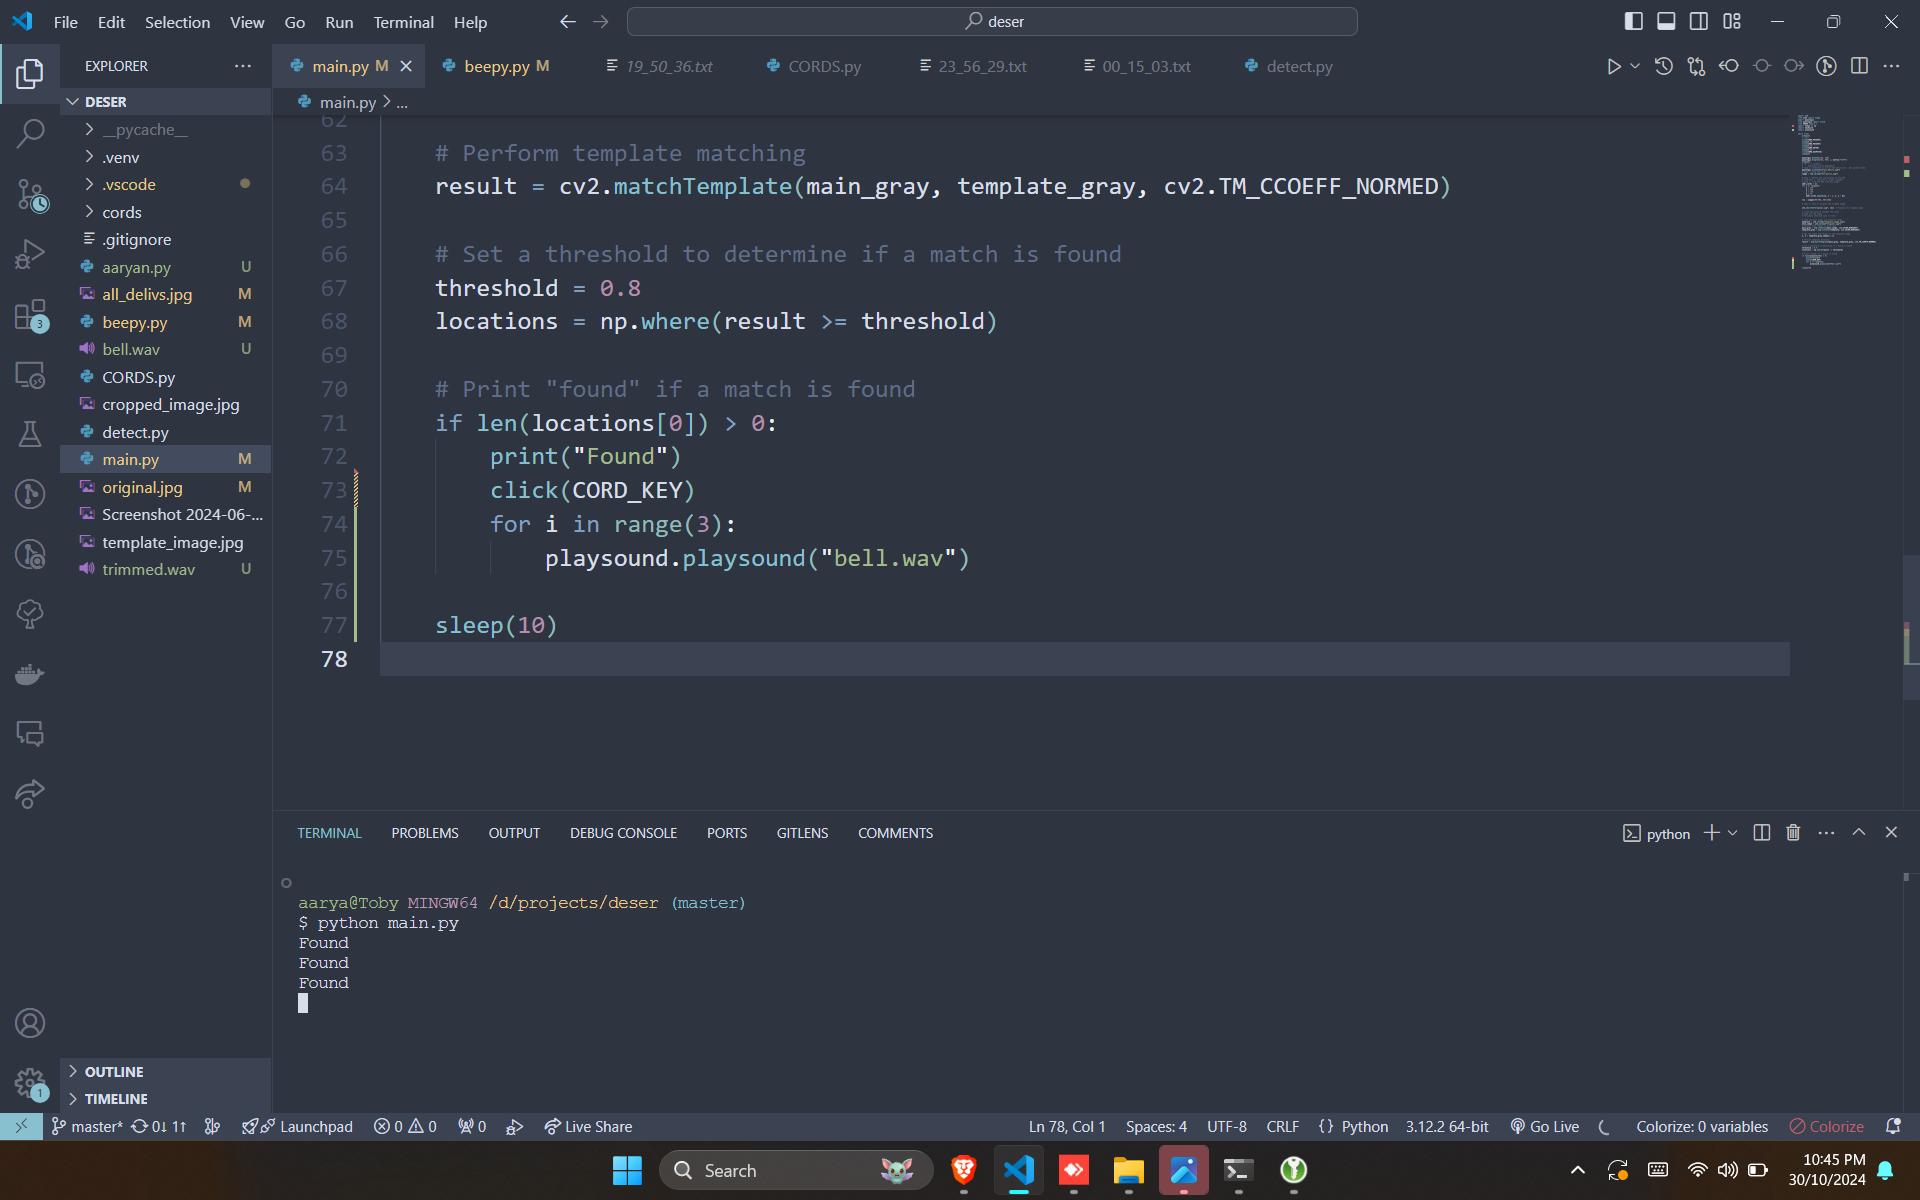 File Edit Selection View Go Run Terminal Help
deser
EXPLORER
main.py M
beepy.py M
19_50_36.txt
CORDS.py
23_56_29.txt
00_15_03.txt
detect.py
DESER
main.py > ...
__pycache__
.venv
.vscode
cords
.gitignore
aaryan.py U
all_delivs.jpg M
beepy.py M
bell.wav U
CORDS.py
cropped_image.jpg
detect.py
main.py M
original.jpg M
Screenshot 2024-06-...
template_image.jpg
trimmed.wav U
OUTLINE
TIMELINE
3
1
62
63 # Perform template matching
64 result = cv2.matchTemplate(main_gray, template_gray, cv2.TM_CCOEFF_NORMED)
65
66 # Set a threshold to determine if a match is found
67 threshold = 0.8
68 locations = np.where(result >= threshold)
69
70 # Print "found" if a match is found
71 if len(locations[0]) > 0:
72 print("Found")
73 click(CORD_KEY)
74 for i in range(3):
75 playsound.playsound("bell.wav")
76
77 sleep(10)
78
TERMINAL PROBLEMS OUTPUT DEBUG CONSOLE PORTS GITLENS COMMENTS
python
aarya@Toby MINGW64 /d/projects/deser (master)
$ python main.py
Found
Found
Found
master* 0↓ 1↑ Launchpad 0 0 0 Live Share
Ln 78, Col 1 Spaces: 4 UTF-8 CRLF {} Python 3.12.2 64-bit Go Live Colorize: 0 variables Colorize
Search
10:45 PM
30/10/2024